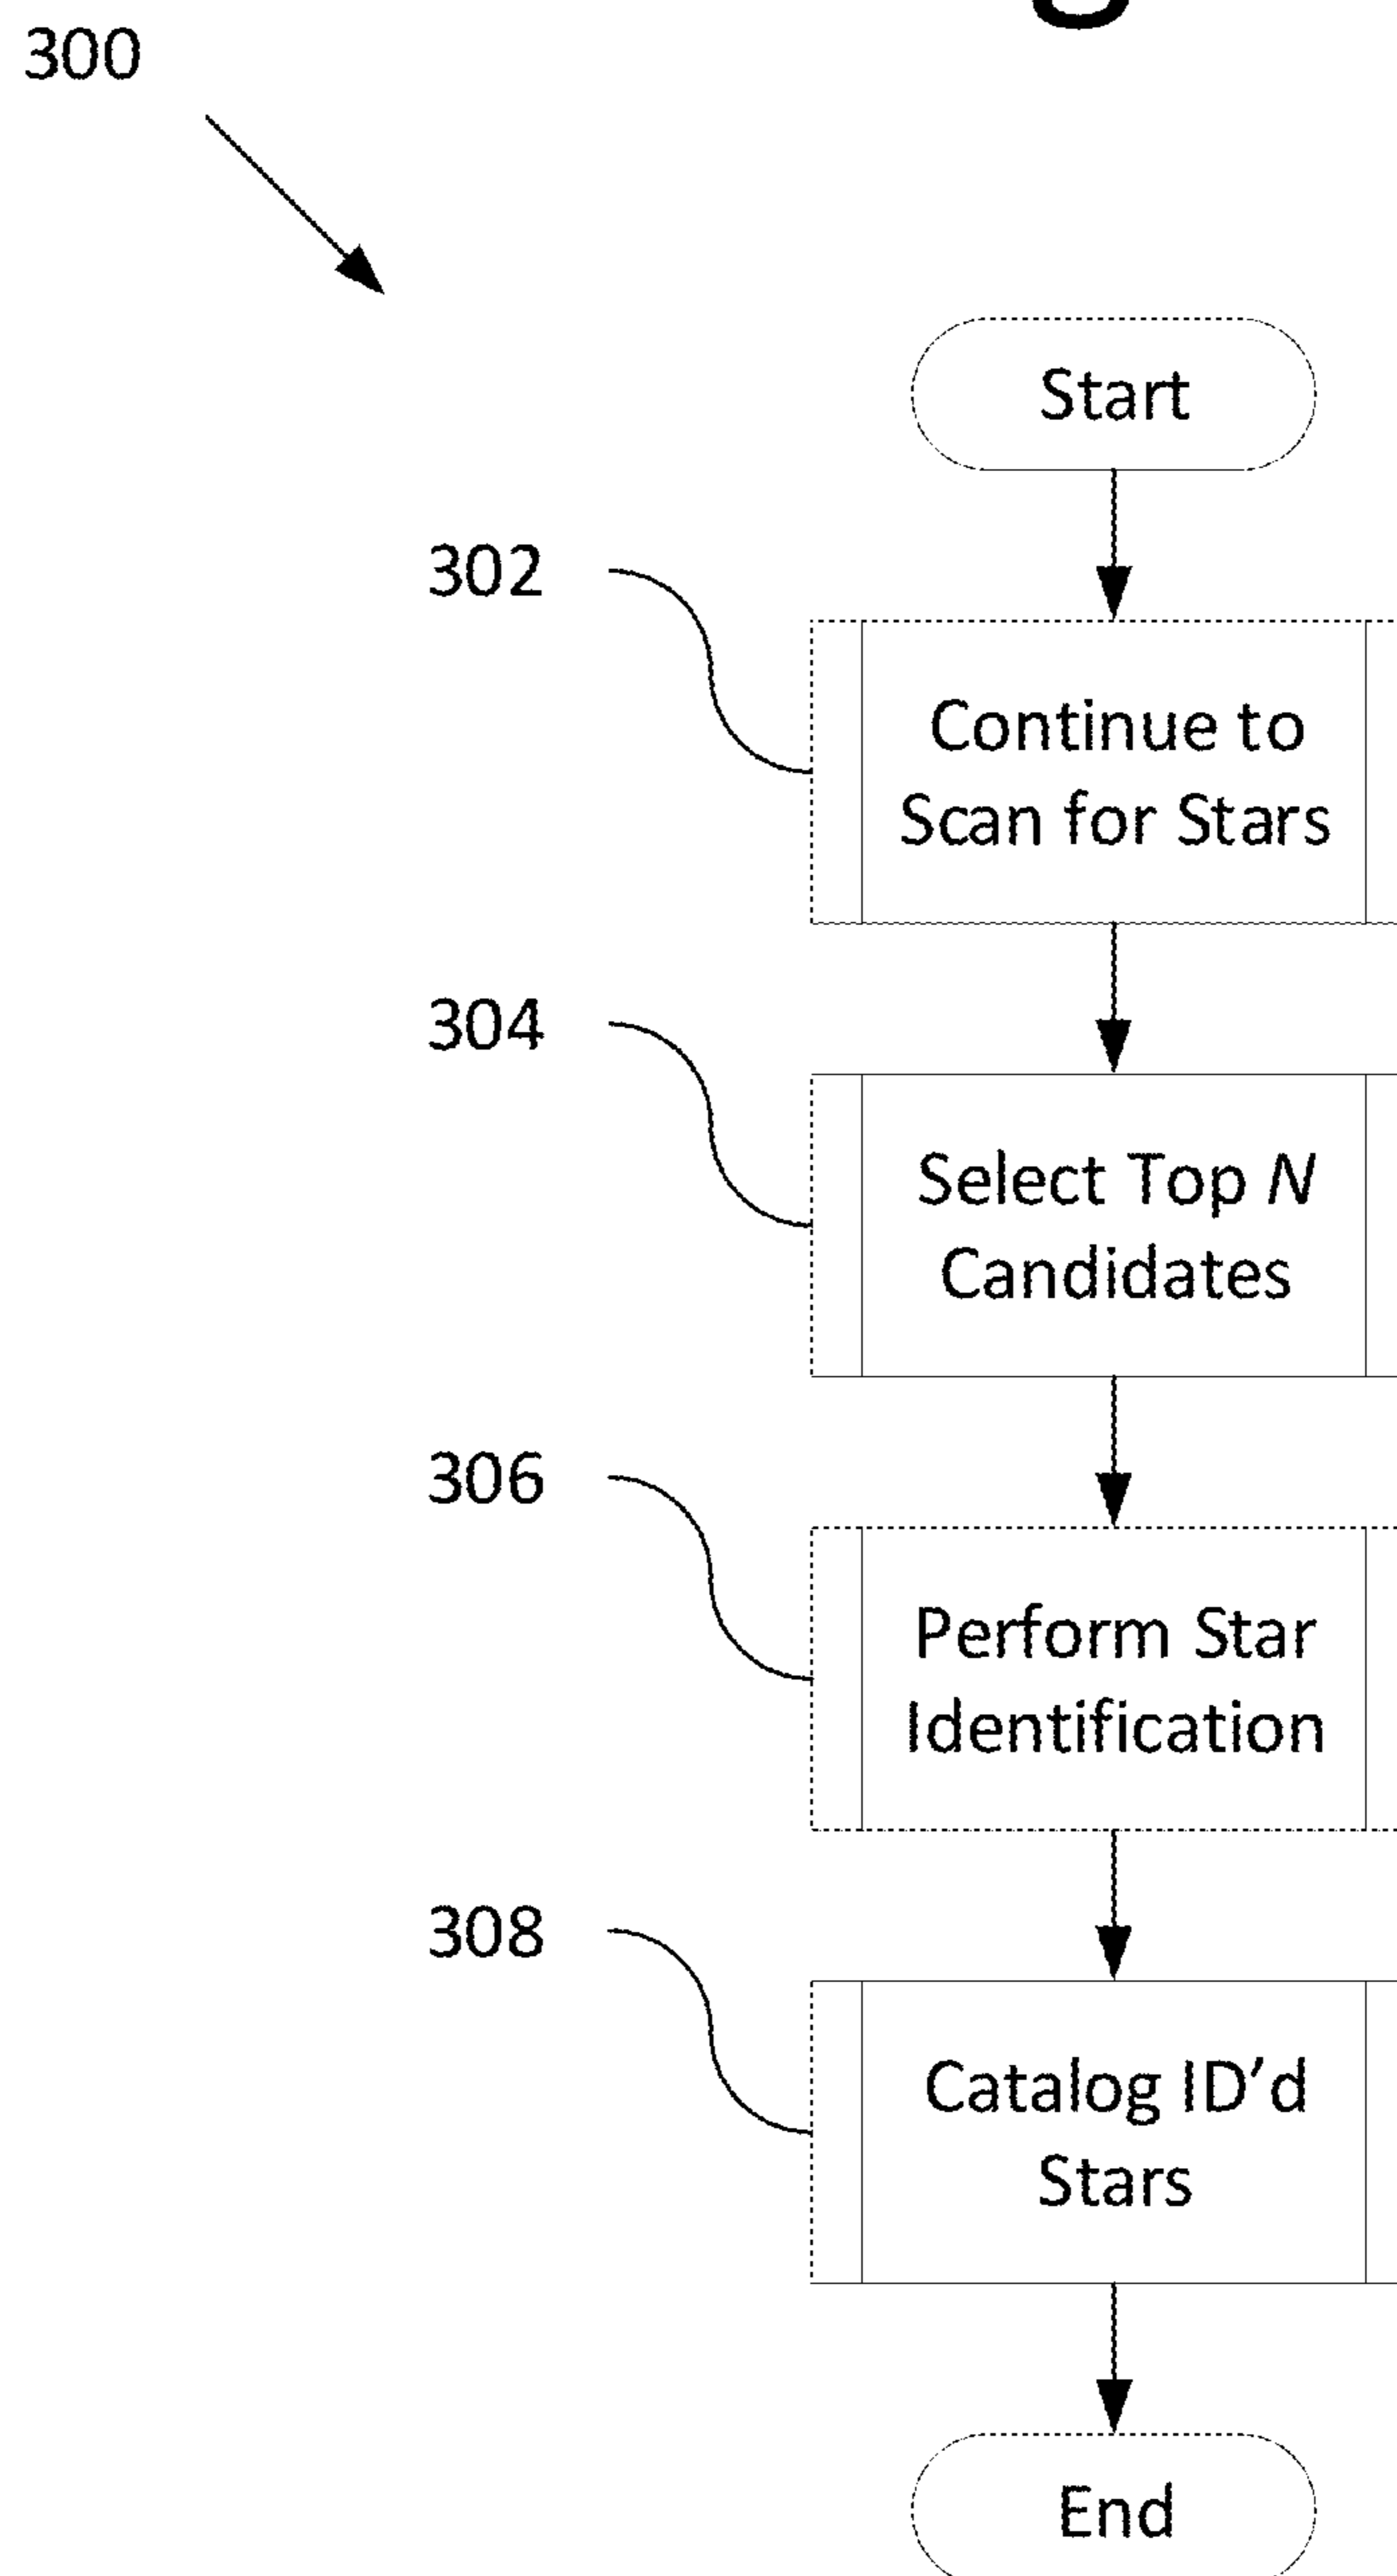 300
Start
302
Continue to
Scan for Stars
304
Select Top N
Candidates
306
Perform Star
Identification
308
Catalog ID’d
Stars
End